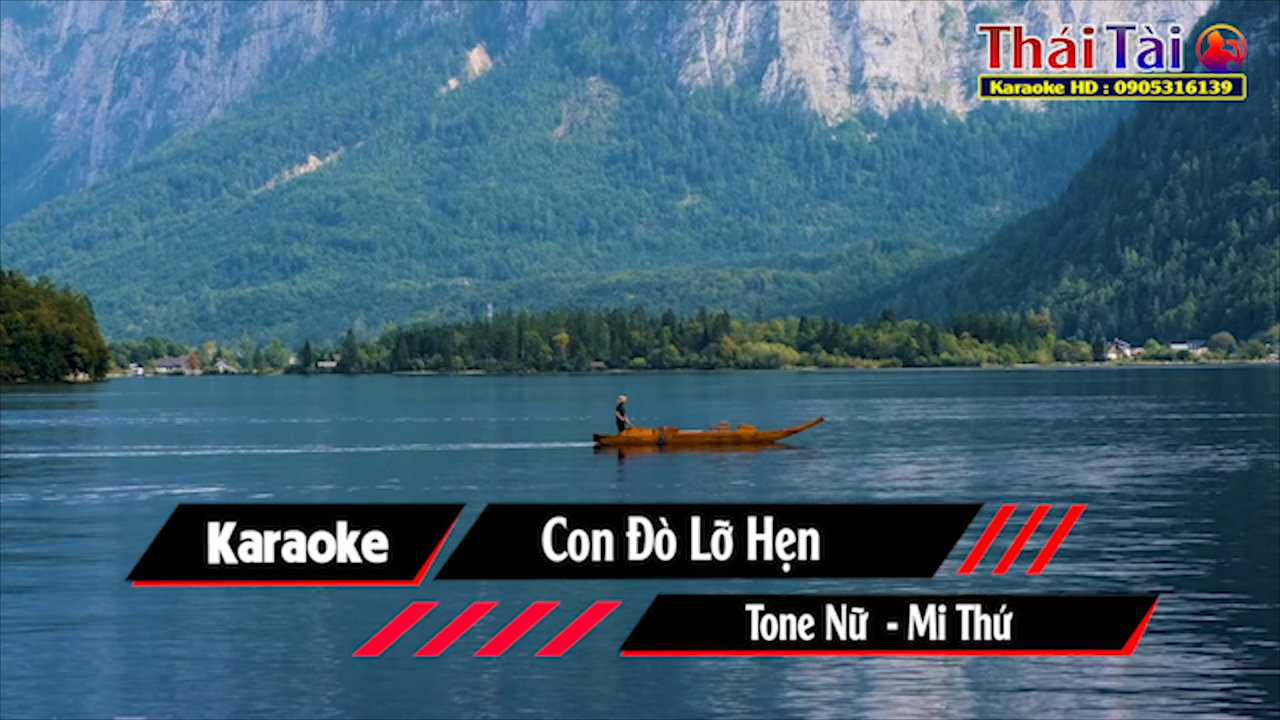 Thái Tài
Karaoke HD : 0905316139
Karaoke
Con Đò Lỡ Hẹn
Tone Nữ - Mi Thứ